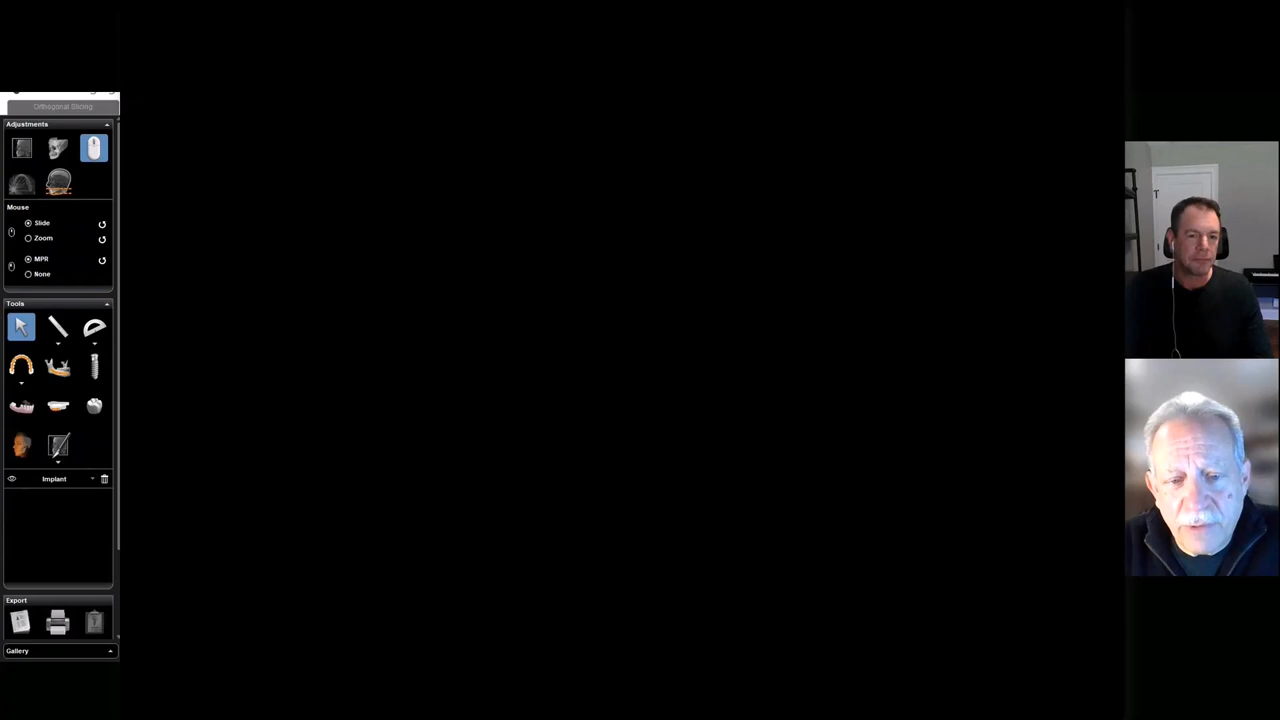 Orthogonal Slicing
Adjustments
Mouse
Slide
Zoom
MPR
None
Tools
Implant
Export
Gallery